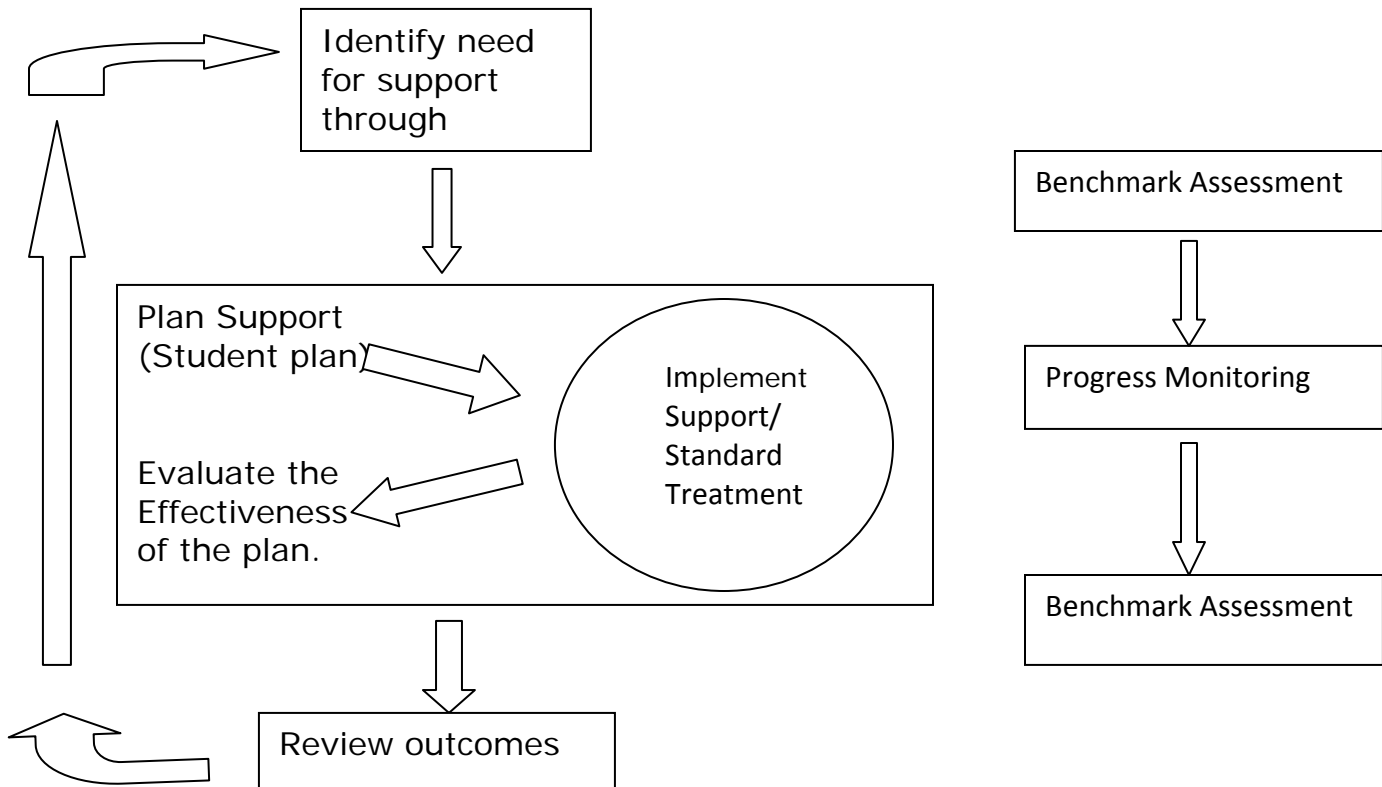 Identify need
for support
through
Plan Support
(Student plan)
Evaluate the
Effectiveness
of the plan.
Implement
Support/
Standard
Treatment
Review outcomes
Benchmark Assessment
Progress Monitoring
Benchmark Assessment